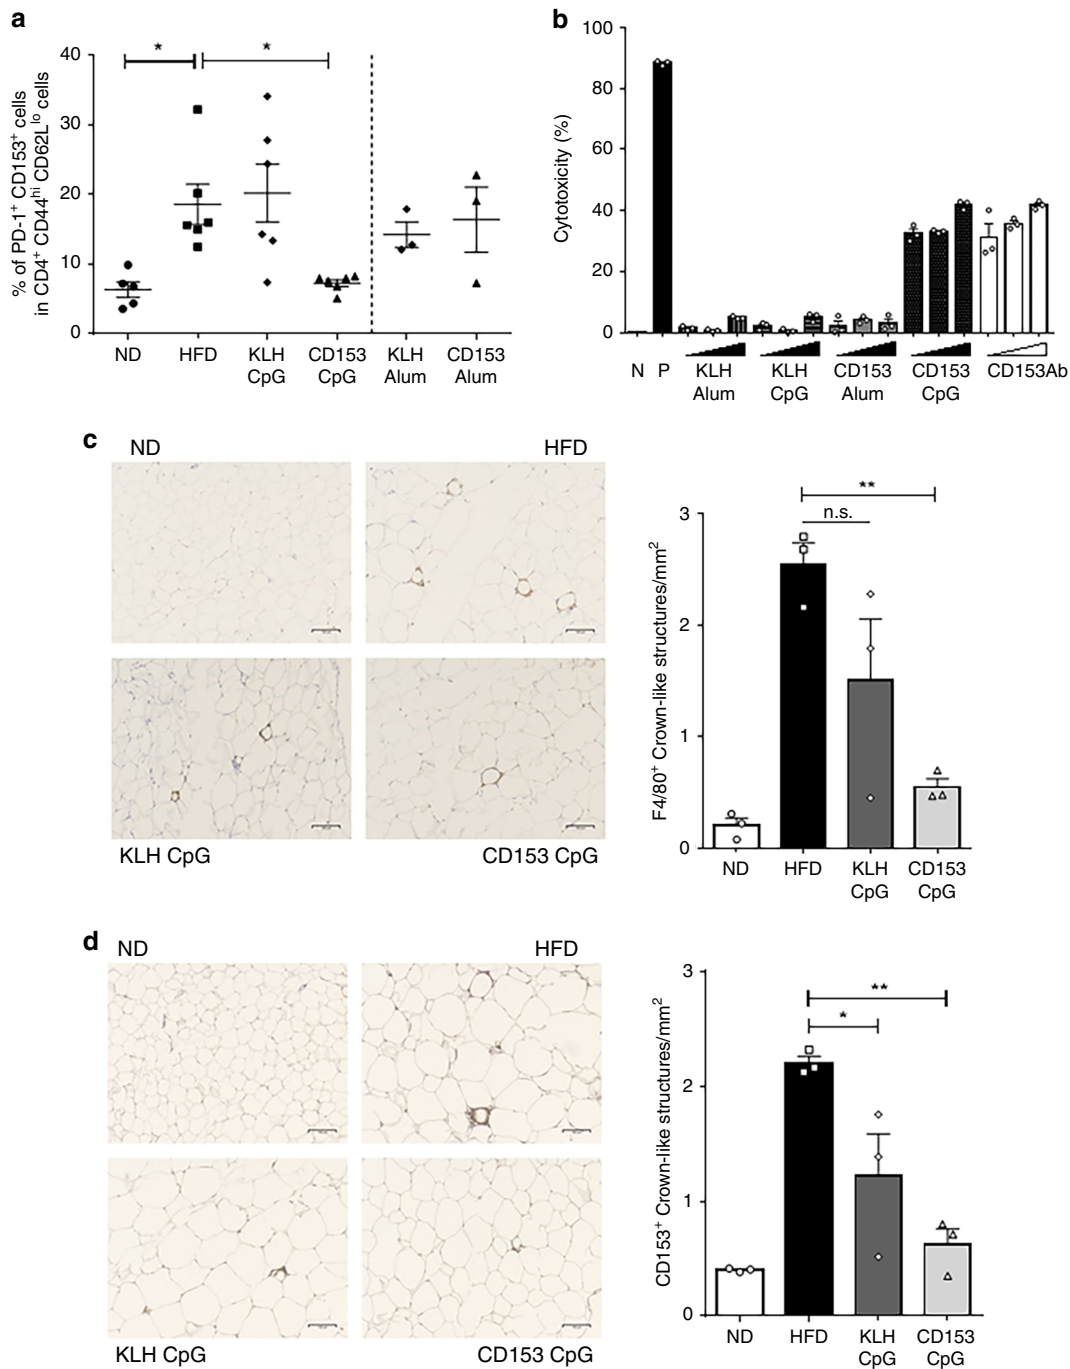 a
% of PD-1+ CD153+ cells
in CD4+ CD44hi CD62Llo cells
40
30
20
10
0
*
*
ND
HFD
KLH
CpG
CD153
CpG
KLH
Alum
CD153
Alum
b
Cytotoxicity (%)
100
80
60
40
20
0
N
P
KLH
Alum
KLH
CpG
CD153
Alum
CD153
CpG
CD153Ab
c
ND
HFD
KLH CpG
CD153 CpG
F4/80+ Crown-like structures/mm2
3
2
1
0
**
n.s.
ND
HFD
KLH
CpG
CD153
CpG
d
ND
HFD
KLH CpG
CD153 CpG
CD153+ Crown-like structures/mm2
3
2
1
0
**
*
ND
HFD
KLH
CpG
CD153
CpG